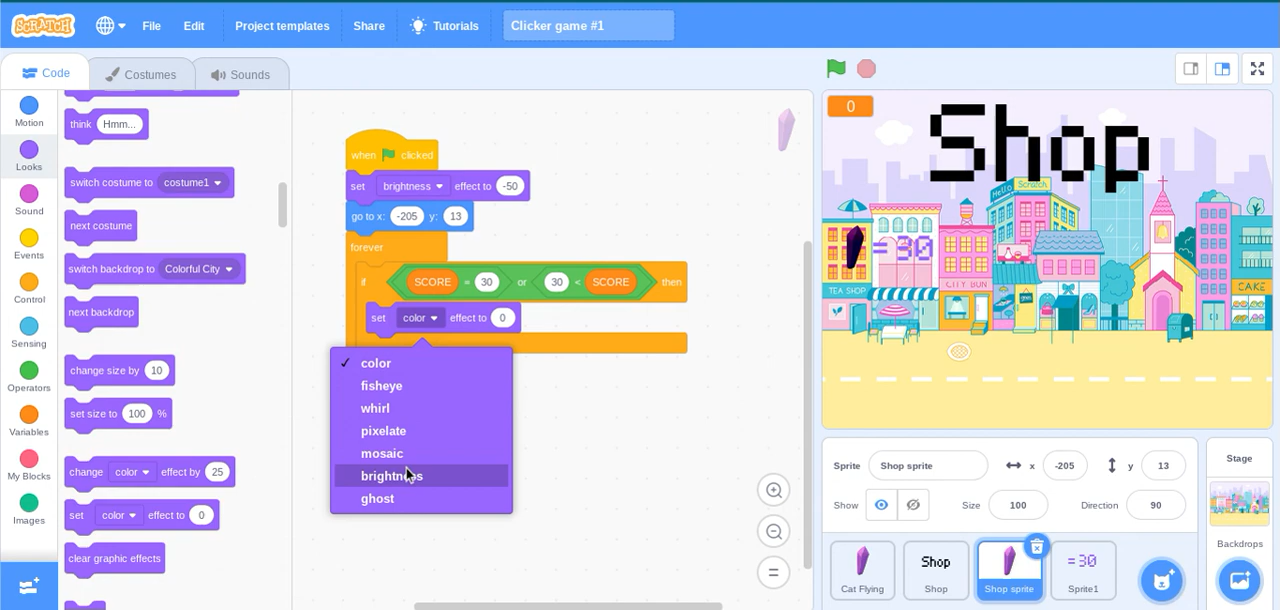 SCRATCH
File
Edit
Project templates
Share
Tutorials
Clicker game #1
Code
Costumes
Sounds
Motion
Looks
Sound
Events
Control
Sensing
Operators
Variables
My Blocks
Images
think Hmm...
switch costume to costume1
next costume
switch backdrop to Colorful City
next backdrop
change size by 10
set size to 100 %
change color effect by 25
set color effect to 0
clear graphic effects
when clicked
set brightness effect to -50
go to x: -205 y: 13
forever
if SCORE = 30 or 30 < SCORE then
set color effect to 0
✓ color
fisheye
whirl
pixelate
mosaic
brightness
ghost
0
Shop
Hello Scratch
=30
TEA SHOP
CITY BUN
CAKE
Sprite Shop sprite x -205 y 13
Show Size 100 Direction 90
Cat Flying
Shop
Shop
Shop sprite
=30
Sprite1
Stage
Backdrops